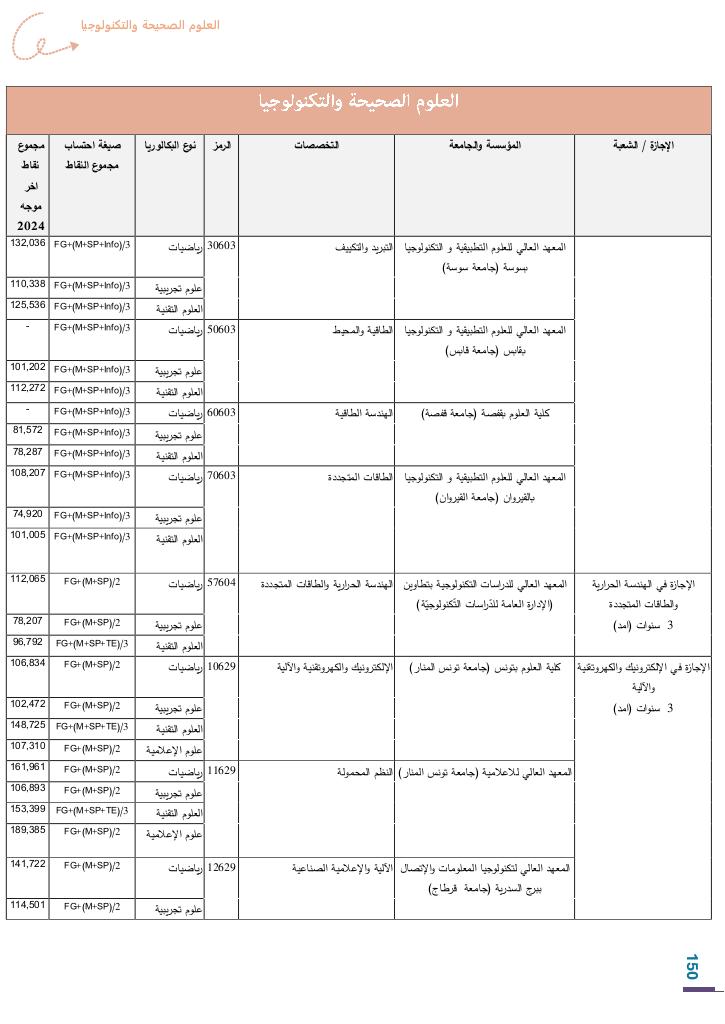 العلوم الصحيحة والتكنولوجيا
العلوم الصحيحة والتكنولوجيا
الإجازة / الشعبة المؤسسة والجامعة التخصصات الرمز نوع البكالوريا صيغة احتساب مجموع النقاط مجموع نقاط اخر موجه 2024
المعهد العالي للعلوم التطبيقية و التكنولوجيا بسوسة (جامعة سوسة) التبريد والتكييف 30603 رياضيات FG+(M+SP+Info)/3 132,036
علوم تجريبية FG+(M+SP+Info)/3 110,338
العلوم التقنية FG+(M+SP+Info)/3 125,536
المعهد العالي للعلوم التطبيقية و التكنولوجيا بقابس (جامعة قابس) الطاقية والمحيط 50603 رياضيات FG+(M+SP+Info)/3 -
علوم تجريبية FG+(M+SP+Info)/3 101,202
العلوم التقنية FG+(M+SP+Info)/3 112,272
كلية العلوم بقفصة (جامعة قفصة) الهندسة الطاقية 60603 رياضيات FG+(M+SP+Info)/3 -
علوم تجريبية FG+(M+SP+Info)/3 81,572
العلوم التقنية FG+(M+SP+Info)/3 78,287
المعهد العالي للعلوم التطبيقية و التكنولوجيا بالقيروان (جامعة القيروان) الطاقات المتجددة 70603 رياضيات FG+(M+SP+Info)/3 108,207
علوم تجريبية FG+(M+SP+Info)/3 74,920
العلوم التقنية FG+(M+SP+Info)/3 101,005
الإجازة في الهندسة الحرارية والطاقات المتجددة 3 سنوات (امد) المعهد العالي للدراسات التكنولوجية بتطاوين (الإدارة العامة للدّراسات التّكنولوجيّة) الهندسة الحرارية والطاقات المتجددة 57604 رياضيات FG+(M+SP)/2 112,065
علوم تجريبية FG+(M+SP)/2 78,207
العلوم التقنية FG+(M+SP+TE)/3 96,792
الإجازة في الإلكترونيك والكهروتقنية والآلية 3 سنوات (امد) كلية العلوم بتونس (جامعة تونس المنار) الإلكترونيك والكهروتقنية والآلية 10629 رياضيات FG+(M+SP)/2 106,834
علوم تجريبية FG+(M+SP)/2 102,472
العلوم التقنية FG+(M+SP+TE)/3 148,725
علوم الإعلامية FG+(M+SP)/2 107,310
المعهد العالي للاعلامية (جامعة تونس المنار) النظم المحمولة 11629 رياضيات FG+(M+SP)/2 161,961
علوم تجريبية FG+(M+SP)/2 106,893
العلوم التقنية FG+(M+SP+TE)/3 153,399
علوم الإعلامية FG+(M+SP)/2 189,385
المعهد العالي لتكنولوجيا المعلومات والإتصال ببرج السدرية (جامعة قرطاج) الآلية والإعلامية الصناعية 12629 رياضيات FG+(M+SP)/2 141,722
علوم تجريبية FG+(M+SP)/2 114,501
150